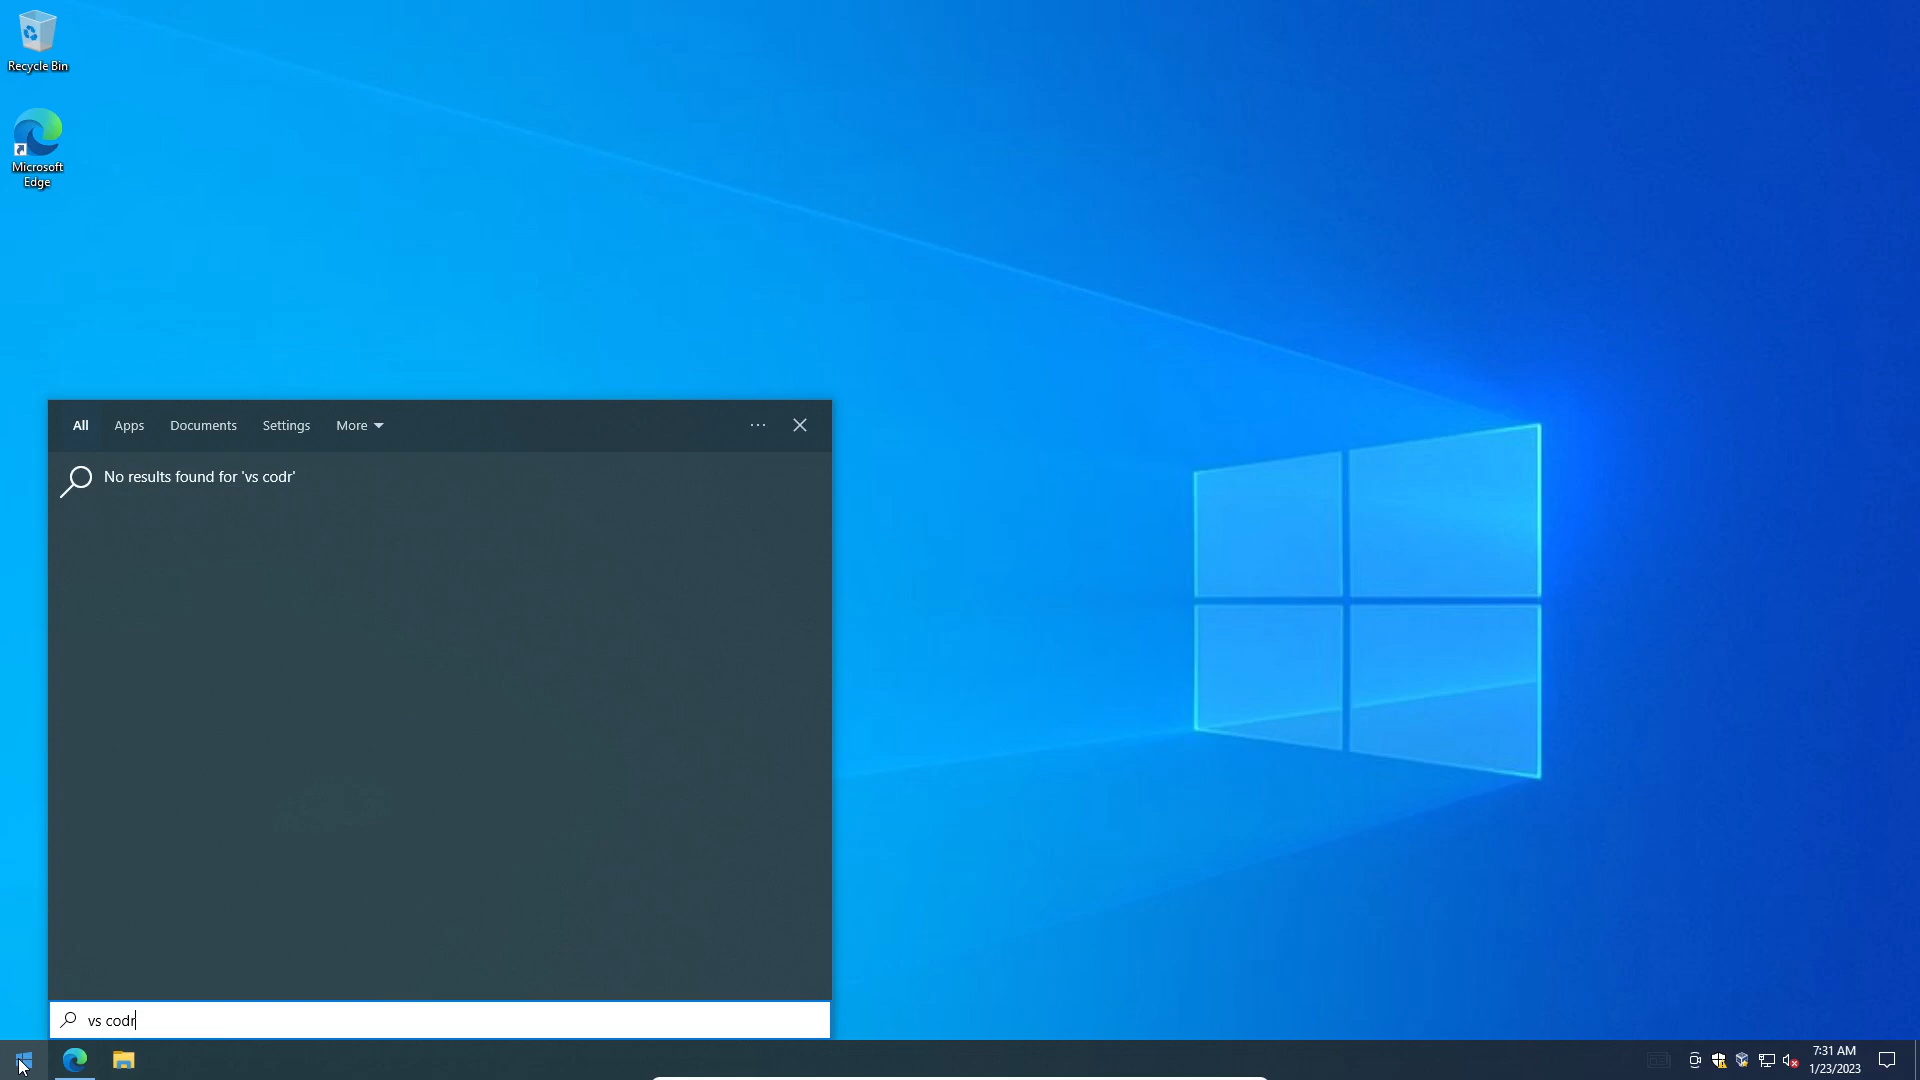 Recycle Bin
Microsoft
Edge
All Apps Documents Settings More
No results found for 'vs codr'
vs codr
7:31 AM
1/23/2023